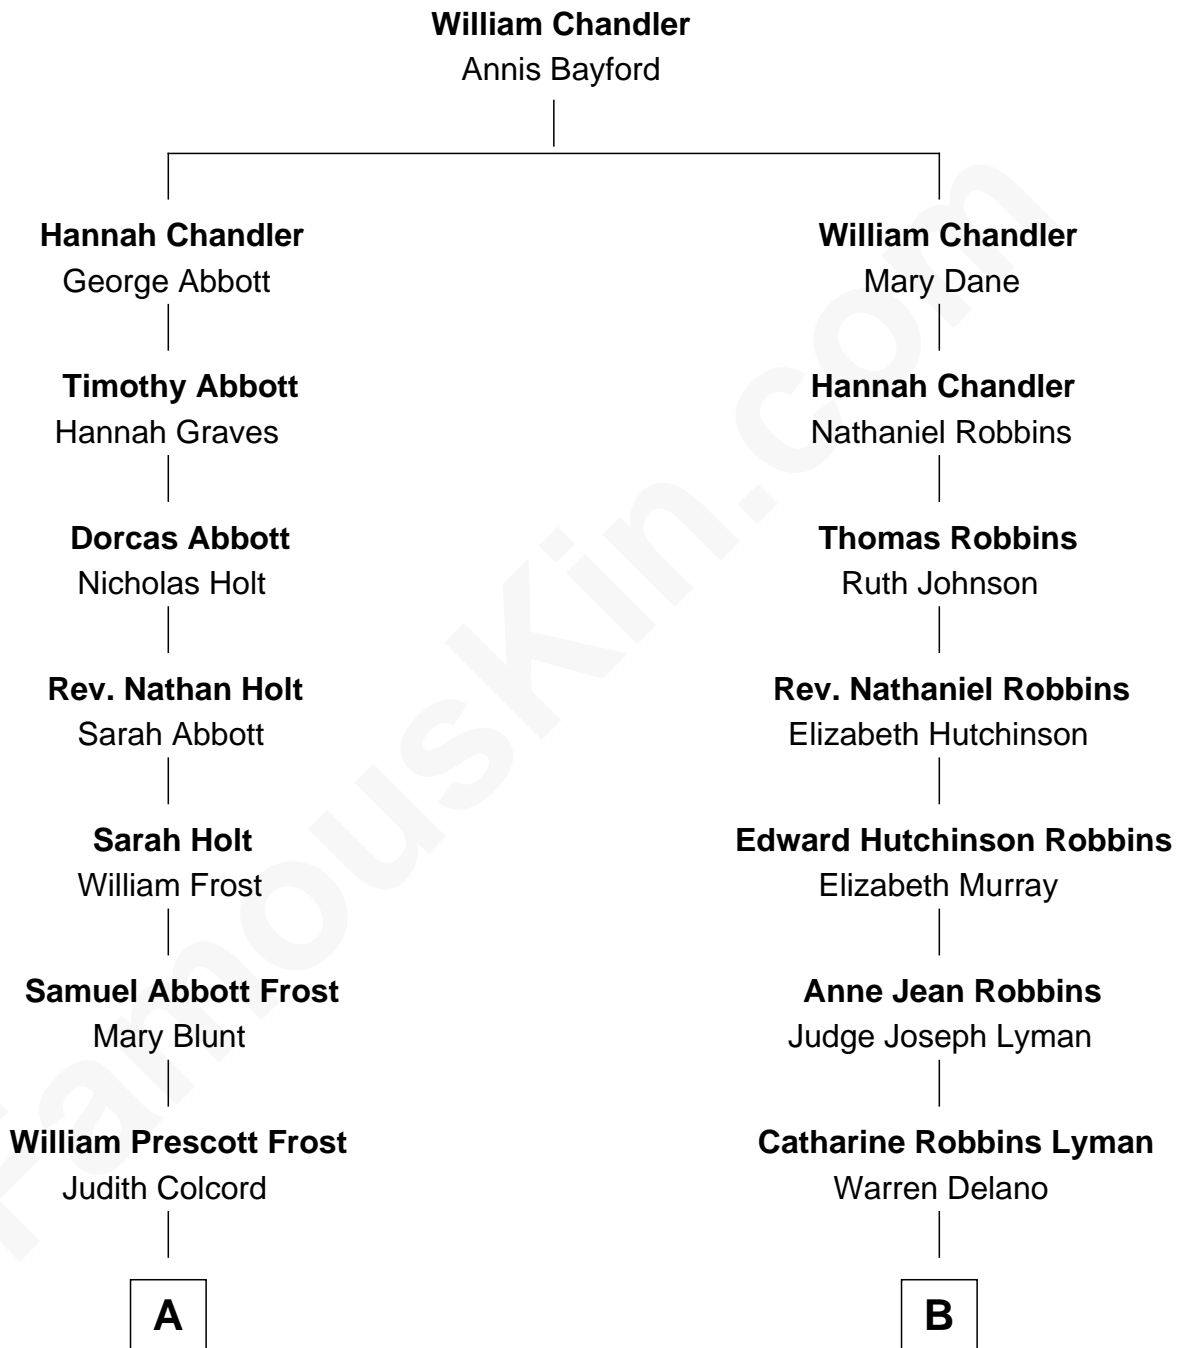 William Chandler
Annis Bayford
Hannah Chandler
George Abbott
William Chandler
Mary Dane
Timothy Abbott
Hannah Graves
Hannah Chandler
Nathaniel Robbins
Dorcas Abbott
Nicholas Holt
Thomas Robbins
Ruth Johnson
Rev. Nathan Holt
Sarah Abbott
Rev. Nathaniel Robbins
Elizabeth Hutchinson
Sarah Holt
William Frost
Edward Hutchinson Robbins
Elizabeth Murray
Samuel Abbott Frost
Mary Blunt
Anne Jean Robbins
Judge Joseph Lyman
William Prescott Frost
Judith Colcord
Catharine Robbins Lyman
Warren Delano
A
B
FamousKin.com